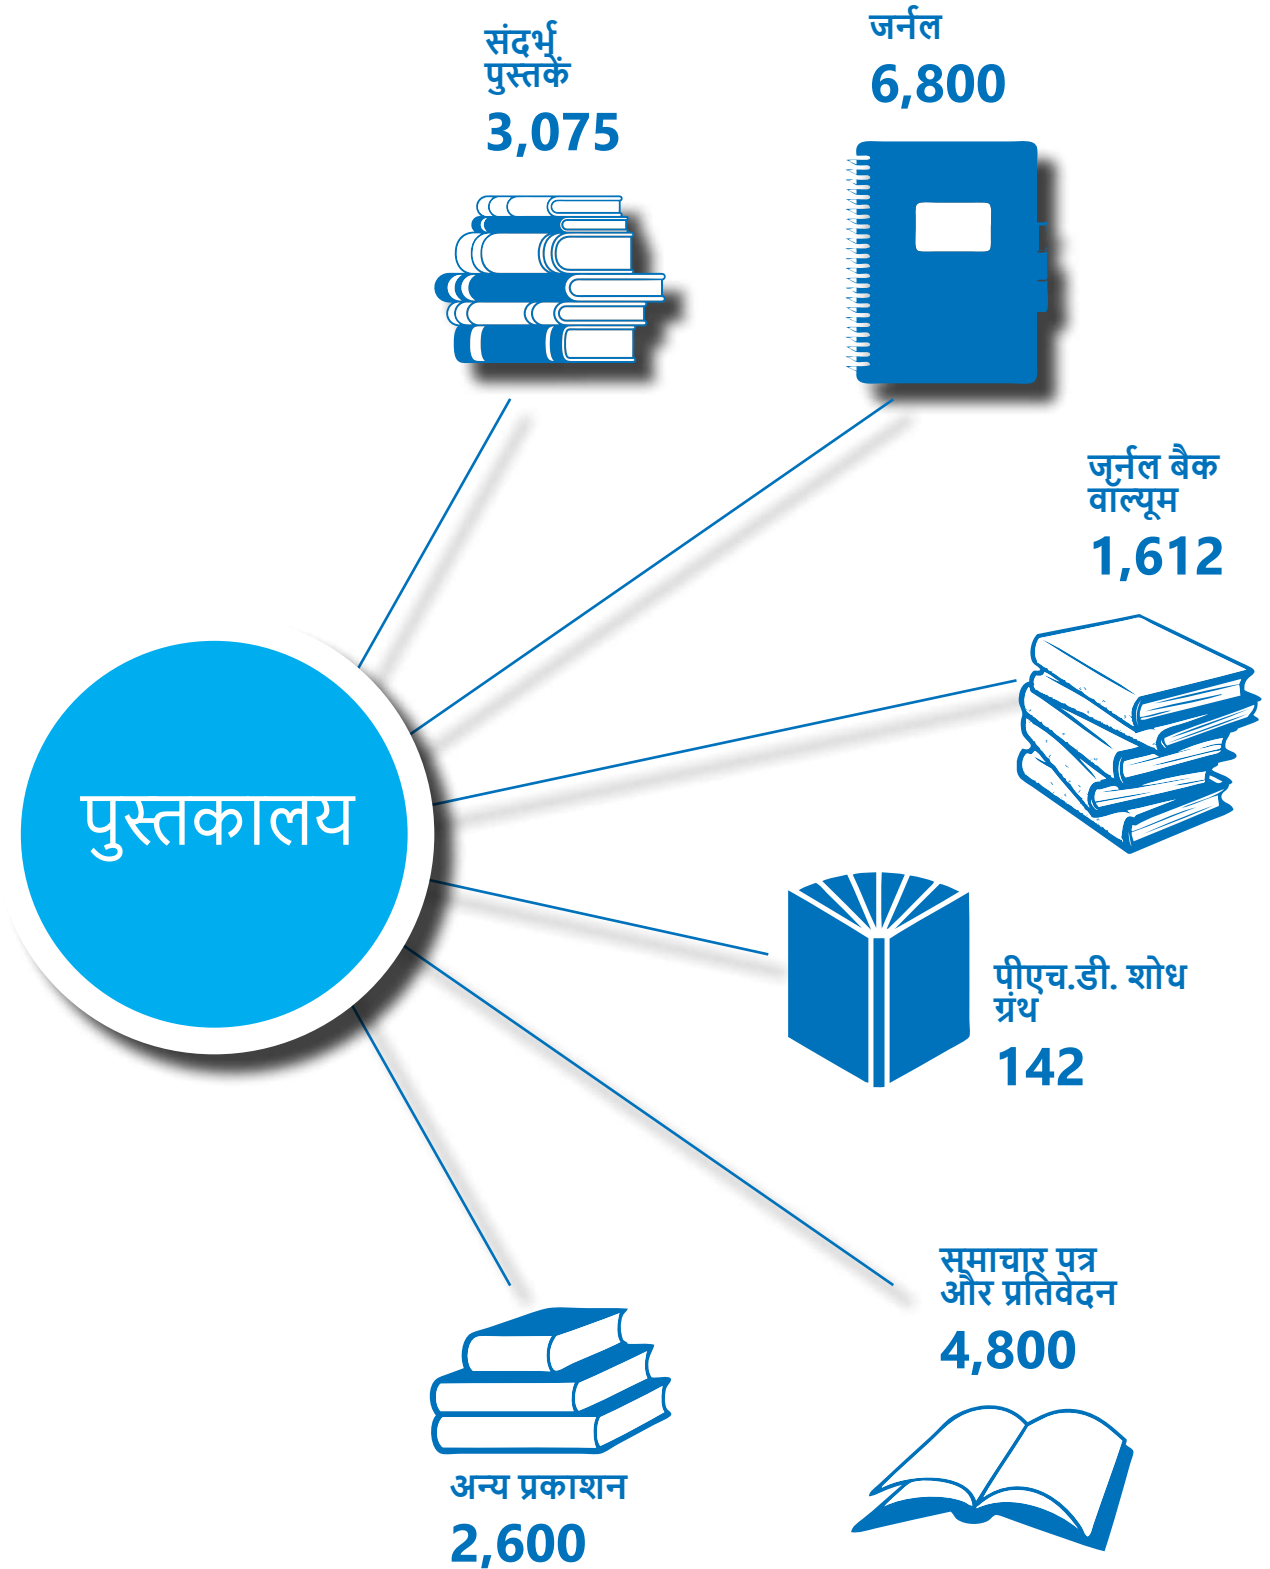 संदर्भ
पुस्तकें
3,075
जर्नल
6,800
जर्नल बैक
वॉल्यूम
1,612
पुस्तकालय
पीएच.डी. शोध
ग्रंथ
142
समाचार पत्र
और प्रतिवेदन
4,800
अन्य प्रकाशन
2,600